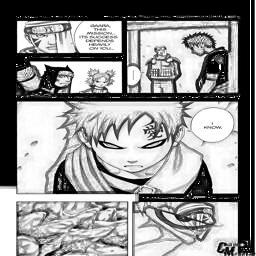 GAARA,
THIS
MISSION...
ITS SUCCESS
DEPENDS
HEAVILY
ON YOU...
I
KNOW.